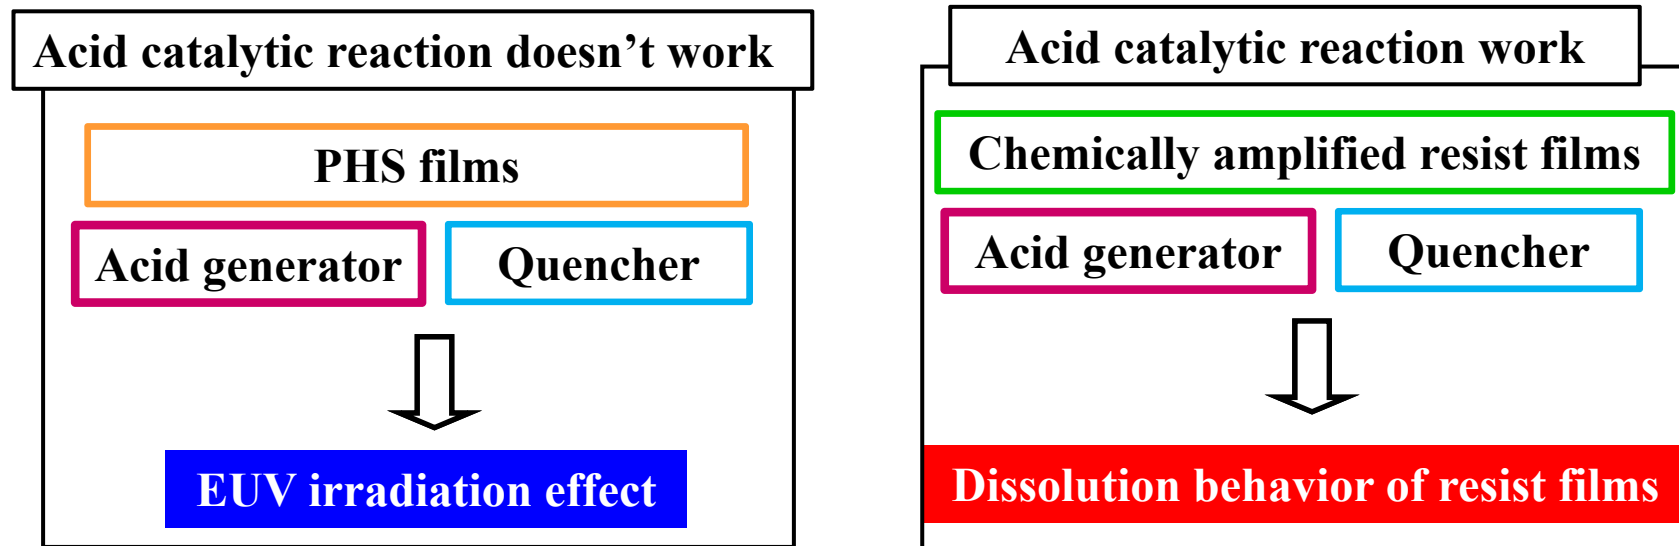 Acid catalytic reaction doesn’t work
PHS films
Acid generator
Quencher
EUV irradiation effect
Acid catalytic reaction work
Chemically amplified resist films
Acid generator
Quencher
Dissolution behavior of resist films